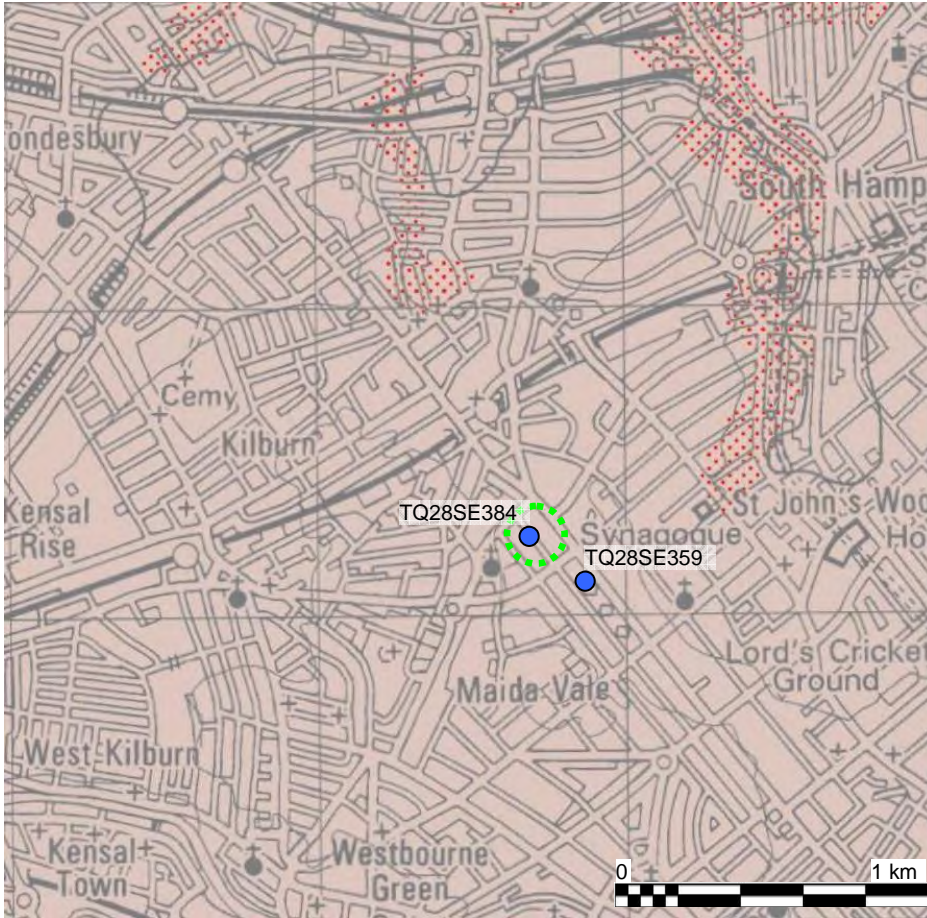 ondesbury
South Hamp
Cemy
Kilburn
Kensal
Rise
TQ28SE384
Synagogue
St John's Woo
Ho
TQ28SE359
Lord's Cricket
Ground
Maida Vale
West Kilburn
Kensal
Town
Westbourne
Green
0 1 km